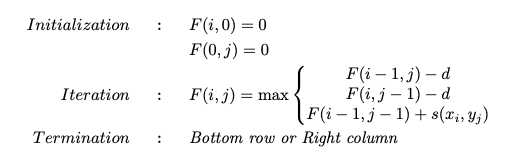 Initialization : F(i, 0) = 0
F(0, j) = 0
Iteration : F(i, j) = max { F(i − 1, j) − d
F(i, j − 1) − d
F(i − 1, j − 1) + s(x_i, y_j)
Termination : Bottom row or Right column